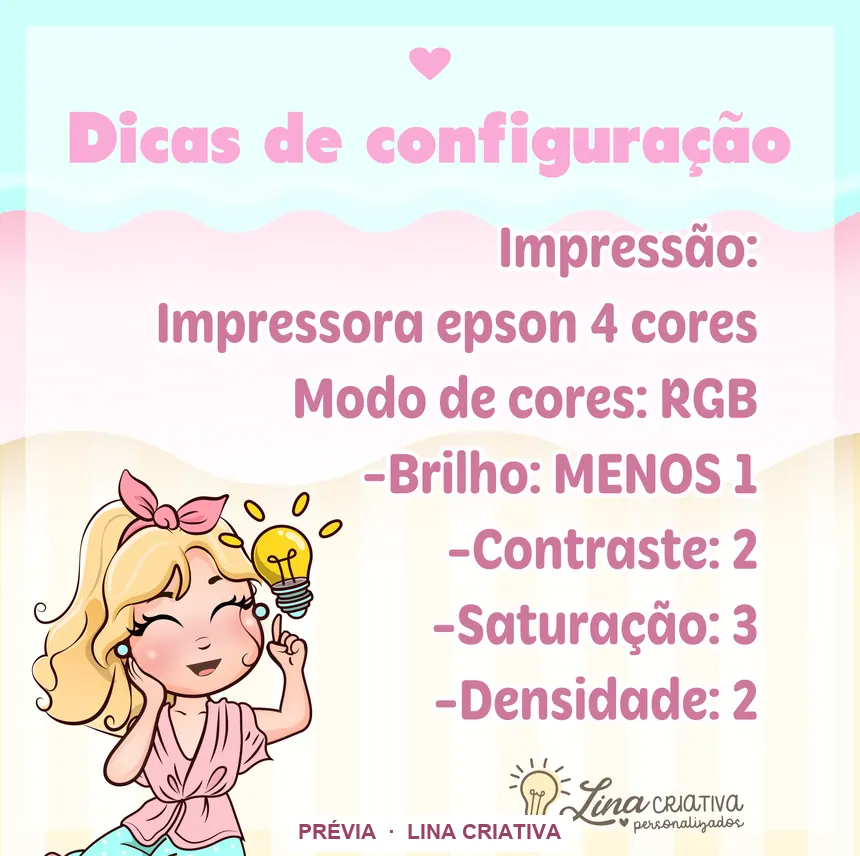 Dicas de configuração
Impressão:
Impressora epson 4 cores
Modo de cores: RGB
-Brilho: MENOS 1
-Contraste: 2
-Saturação: 3
-Densidade: 2
Lina CRIATIVA
personalizados
PRÉVIA · LINA CRIATIVA